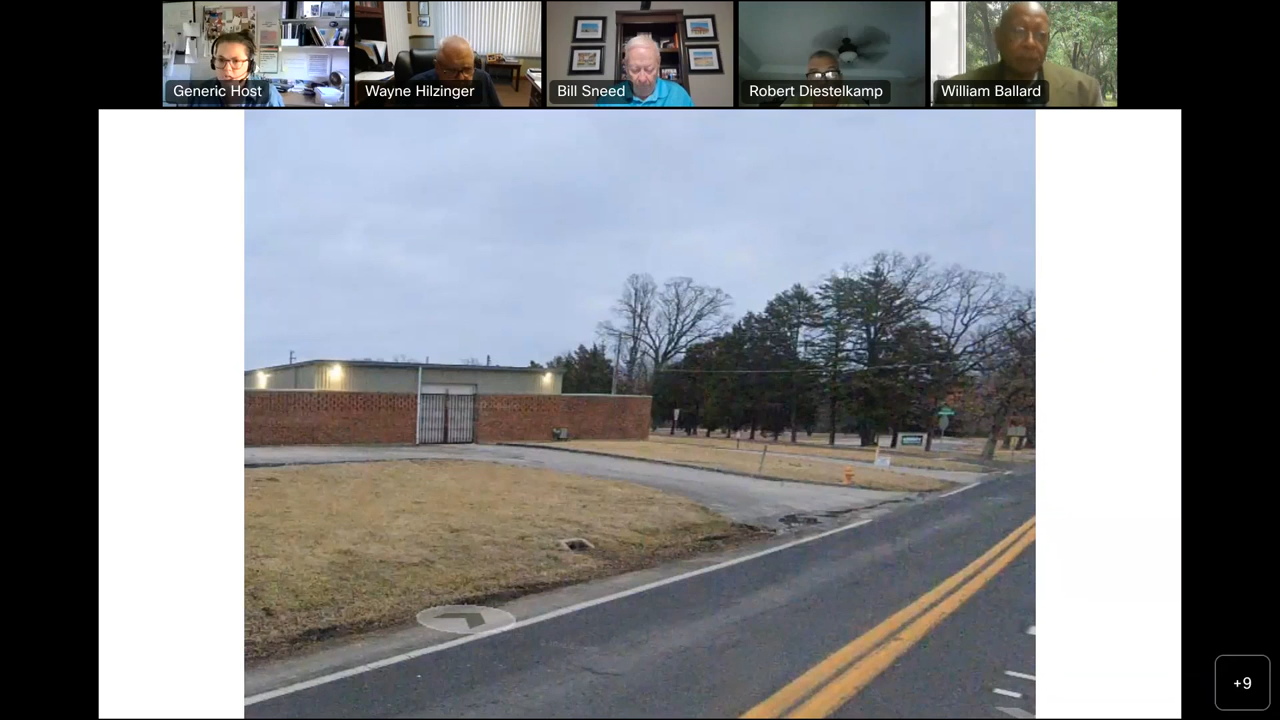 Generic Host
Wayne Hilzinger
Bill Sneed
Robert Diestelkamp
William Ballard
+9